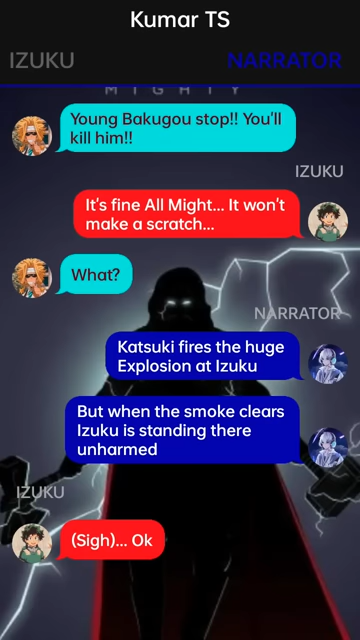 Kumar TS
IZUKU
NARRATOR
MIGHTY
Young Bakugou stop!! You'll
kill him!!
IZUKU
It's fine All Might... It won't
make a scratch...
What?
NARRATOR
Katsuki fires the huge
Explosion at Izuku
But when the smoke clears
Izuku is standing there
unharmed
IZUKU
(Sigh)... Ok